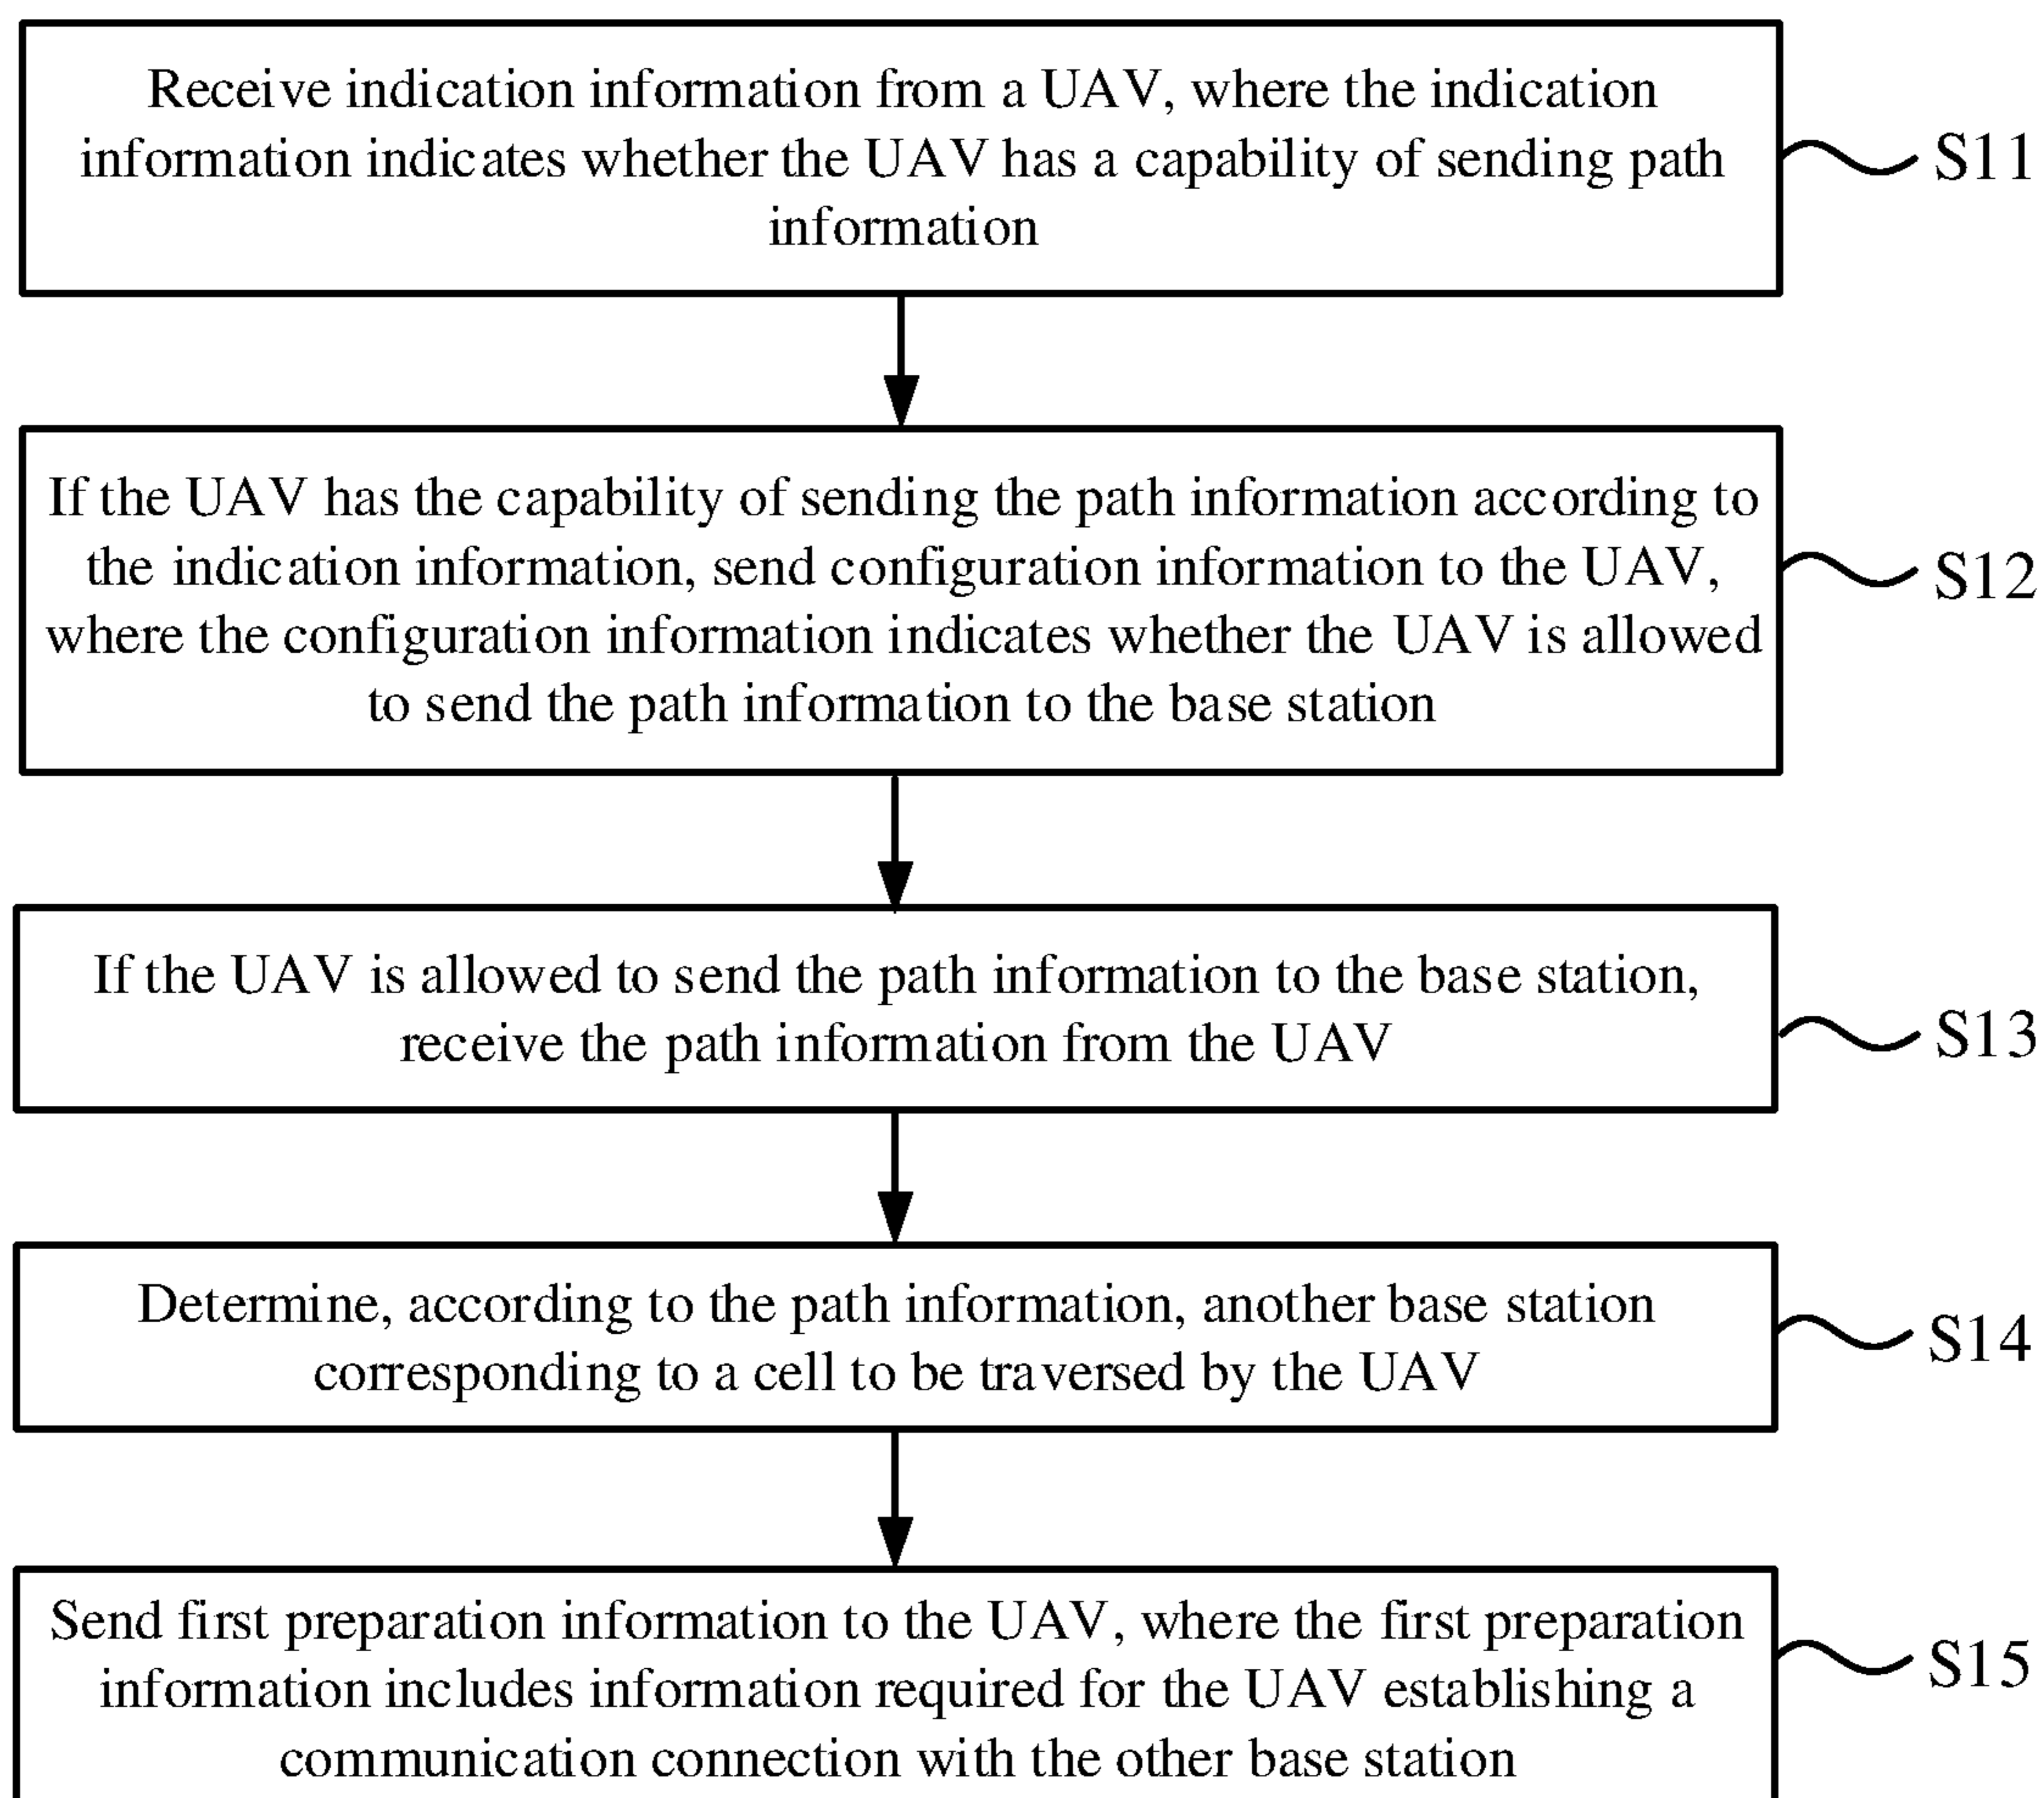 Receive indication information from a UAV, where the indication
information indicates whether the UAV has a capability of sending path
information
S11
If the UAV has the capability of sending the path information according to
the indication information, send configuration information to the UAV,
where the configuration information indicates whether the UAV is allowed
to send the path information to the base station
S12
If the UAV is allowed to send the path information to the base station,
receive the path information from the UAV
S13
Determine, according to the path information, another base station
corresponding to a cell to be traversed by the UAV
S14
Send first preparation information to the UAV, where the first preparation
information includes information required for the UAV establishing a
communication connection with the other base station
S15